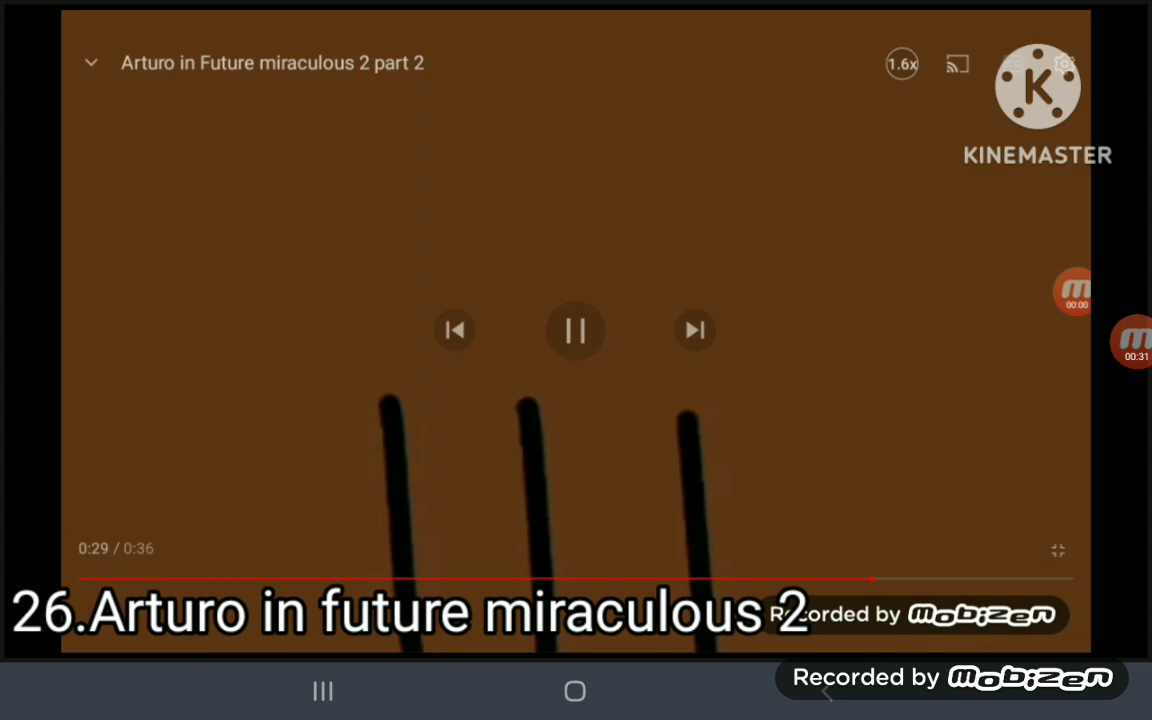 Arturo in Future miraculous 2 part 2
1.6x
K
KINEMASTER
00:00
00:31
0:29 / 0:36
26.Arturo in future miraculous 2
Recorded by mobizen
Recorded by mobizen